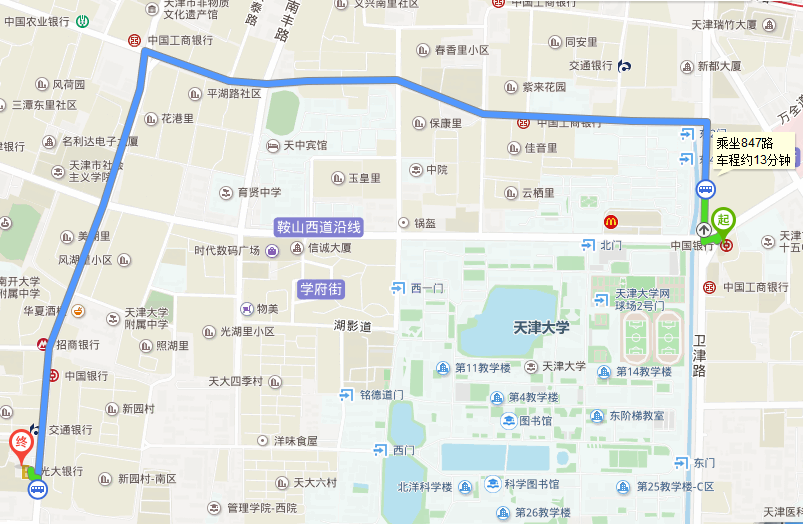 天津市非物质
文化遗产馆
中国农业银行
中国工商银行
泰路
南丰路
义兴南里社区
中国工商银行
天津瑞竹大厦
春香里小区
同安里
交通银行
新都大厦
万全道
风荷园
三潭东里社区
平湖路社区
紫来花园
花港里
保康里
中国工商银行
乘坐847路
车程约13分钟
名利达电子大厦
天中宾馆
佳音里
天津市社会
主义学院
玉皇里
中院
育贤中学
云栖里
起
鞍山西道沿线
锅盔
美湖里
时代数码广场
信诚大厦
北门
中国银行
风湖里小区
南开大学
附属中学
学府街
西一门
天津大学网
球场2号门
中国工商银行
华夏酒楼
天津大学
附属中学
物美
湖影道
天津大学
卫津路
光湖里小区
招商银行
照湖里
中国银行
天大四季村
第11教学楼
天津大学
第14教学楼
铭德道门
新园村
第4教学楼
图书馆
东阶梯教室
交通银行
终
洋味食屋
西门
东门
光大银行
新园村-南区
天大六村
北洋科学楼
科学图书馆
第25教学楼-C区
管理学院-西院
第26教学楼
天津医科